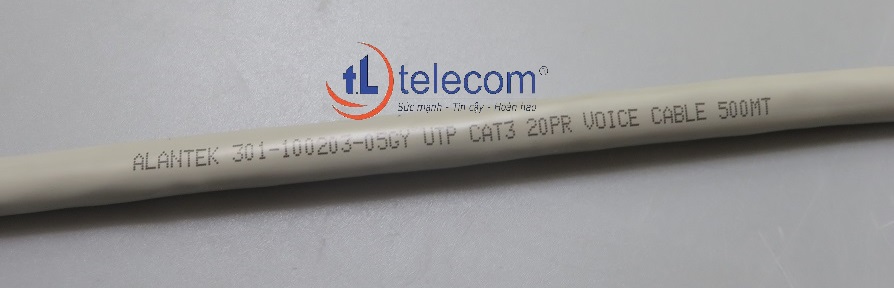 tL telecom®
Sức mạnh - Tin cậy - Hoàn hảo
ALANTEK 301-100203-05GY UTP CAT3 20PR VOICE CABLE 500MT